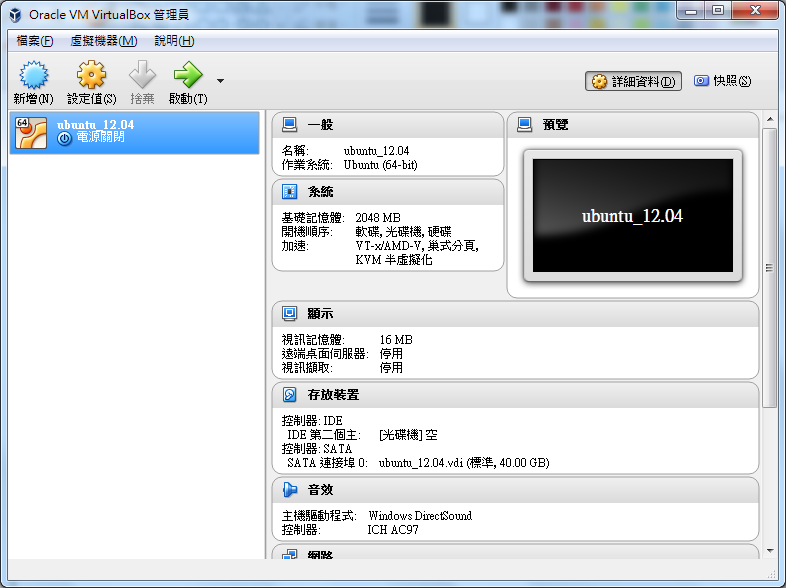 Oracle VM VirtualBox 管理員
檔案(F) 虛擬機器(M) 說明(H)
新增(N) 設定值(S) 捨棄 啟動(T) 詳細資料(D) 快照(S)
64
ubuntu_12.04
電源關閉
一般
名稱: ubuntu_12.04
作業系統: Ubuntu (64-bit)
預覽
ubuntu_12.04
系統
基礎記憶體: 2048 MB
開機順序: 軟碟, 光碟機, 硬碟
加速: VT-x/AMD-V, 巢式分頁,
KVM 半虛擬化
顯示
視訊記憶體: 16 MB
遠端桌面伺服器: 停用
視訊擷取: 停用
存放裝置
控制器: IDE
IDE 第二個主: [光碟機] 空
控制器: SATA
SATA 連接埠 0: ubuntu_12.04.vdi (標準, 40.00 GB)
音效
主機驅動程式: Windows DirectSound
控制器: ICH AC97
網路